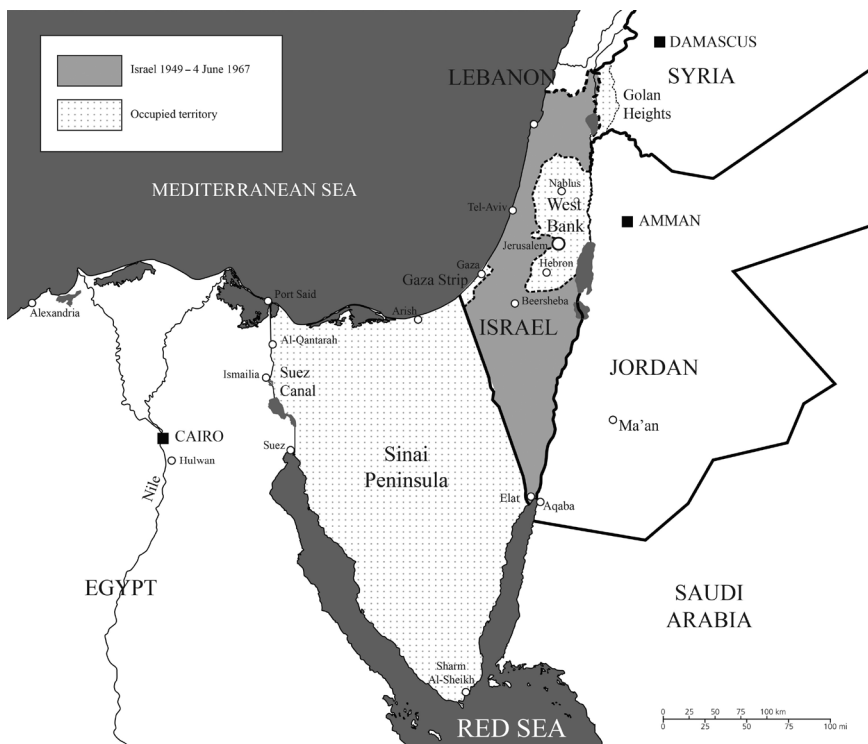 Israel 1949 – 4 June 1967
Occupied territory
DAMASCUS
LEBANON
SYRIA
Golan
Heights
MEDITERRANEAN SEA
Nablus
West
Bank
Tel-Aviv
AMMAN
Jerusalem
Gaza
Hebron
Gaza Strip
Port Said
Beersheba
Alexandria
Arish
ISRAEL
Al-Qantarah
Ismailia
Suez
Canal
JORDAN
Ma'an
CAIRO
Suez
Sinai
Peninsula
Hulwan
Nile
Elat
Aqaba
EGYPT
SAUDI
ARABIA
Sharm
Al-Sheikh
RED SEA
0 25 50 75 100 km
0 25 50 75 100 mi